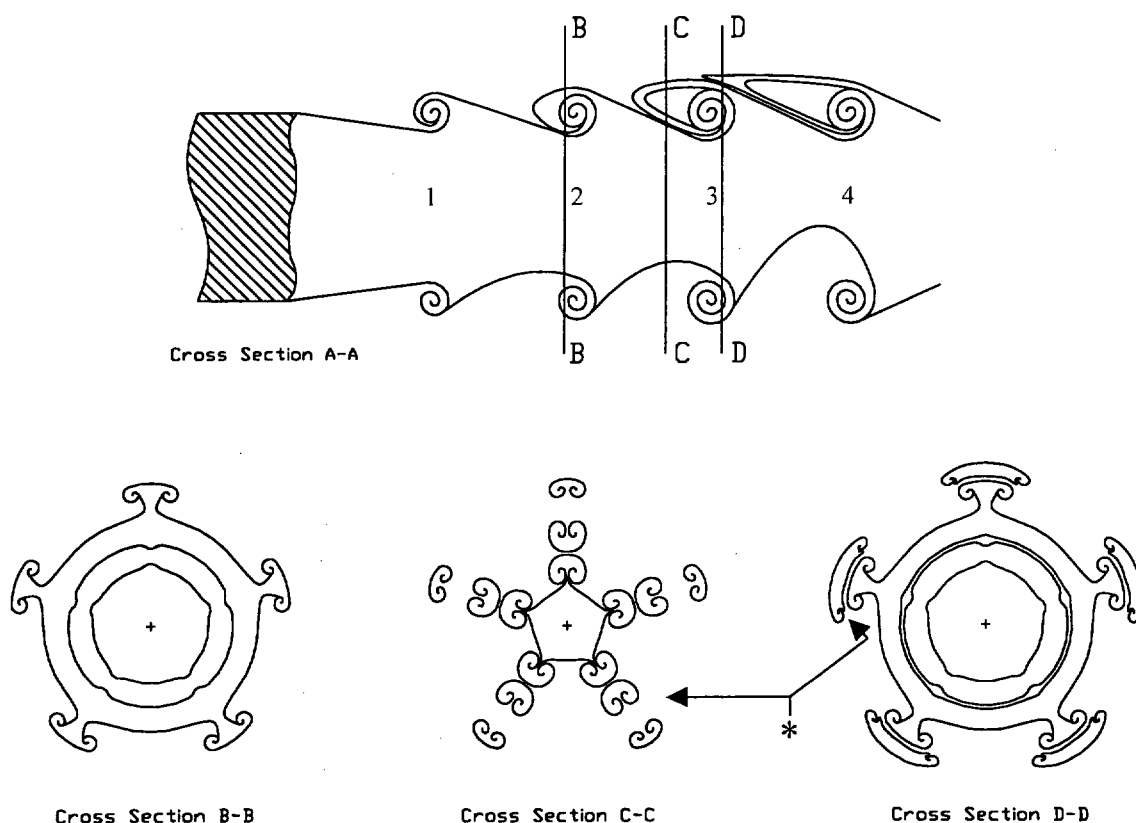 B C D
1 2 3 4
B C D
Cross Section A-A
*
Cross Section B-B
Cross Section C-C
Cross Section D-D